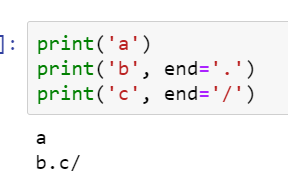 ]:
print('a')
print('b', end='.')
print('c', end='/')
a
b.c/